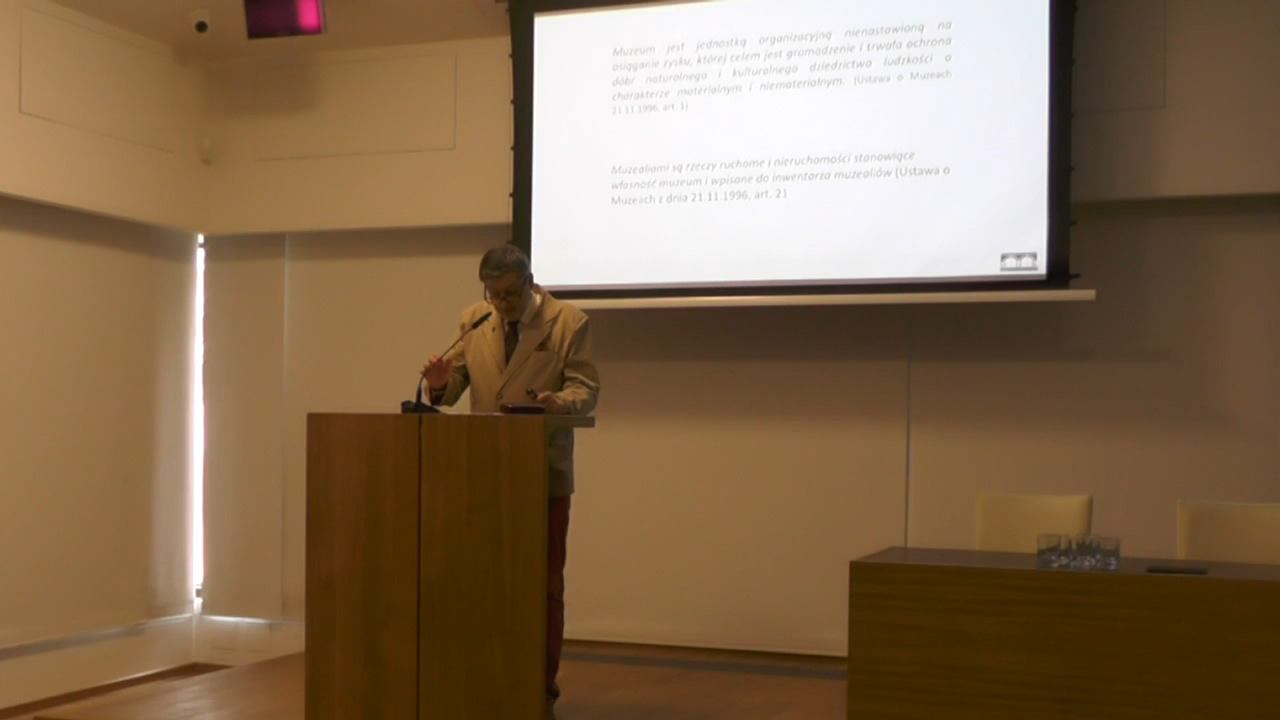 Muzeum jest jednostką organizacyjną nienastawioną na
osiąganie zysku, której celem jest gromadzenie i trwała ochrona
dóbr naturalnego i kulturalnego dziedzictwa ludzkości o
charakterze materialnym i niematerialnym. (Ustawa o Muzeach
21.11.1996, art. 1)
Muzealiami są rzeczy ruchome i nieruchomości stanowiące
własność muzeum i wpisane do inwentarza muzealiów (Ustawa o
Muzeach z dnia 21.11.1996, art. 21